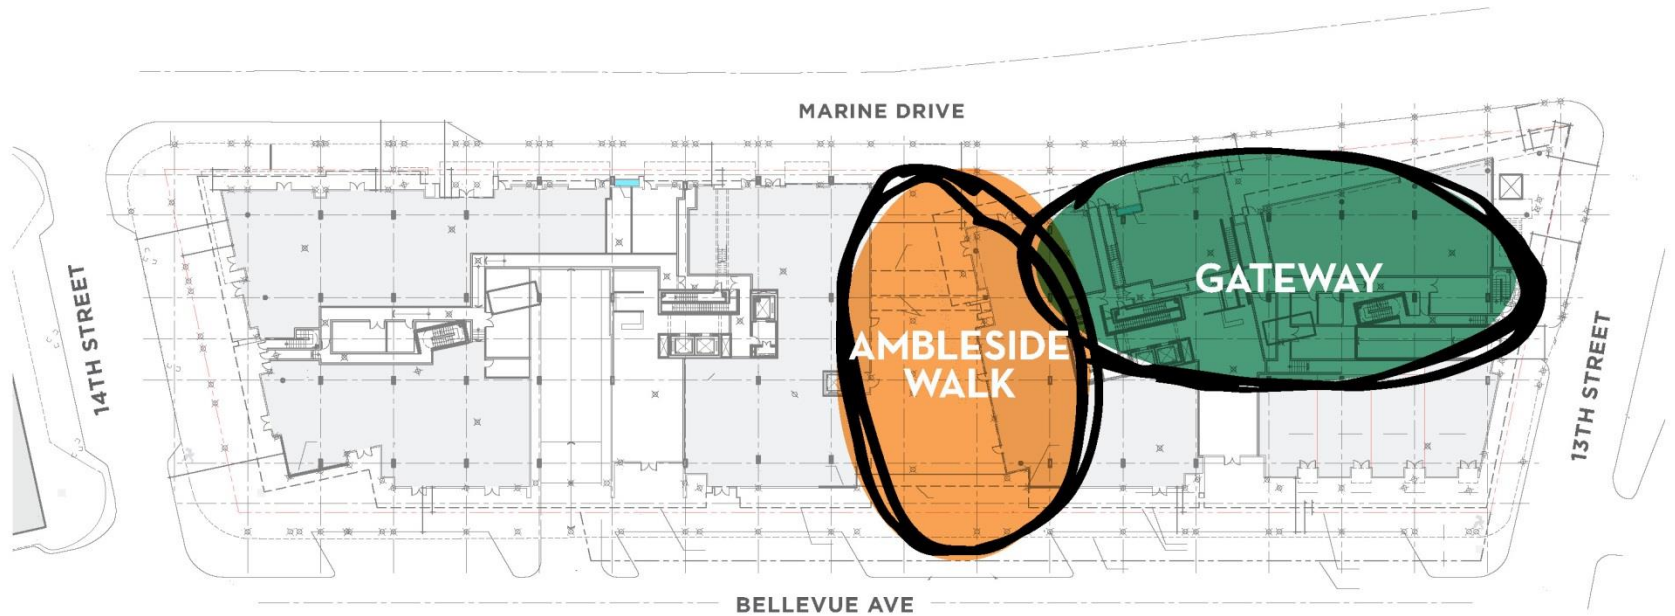 MARINE DRIVE
14TH STREET
GATEWAY
AMBLESIDE
WALK
13TH STREET
BELLEVUE AVE